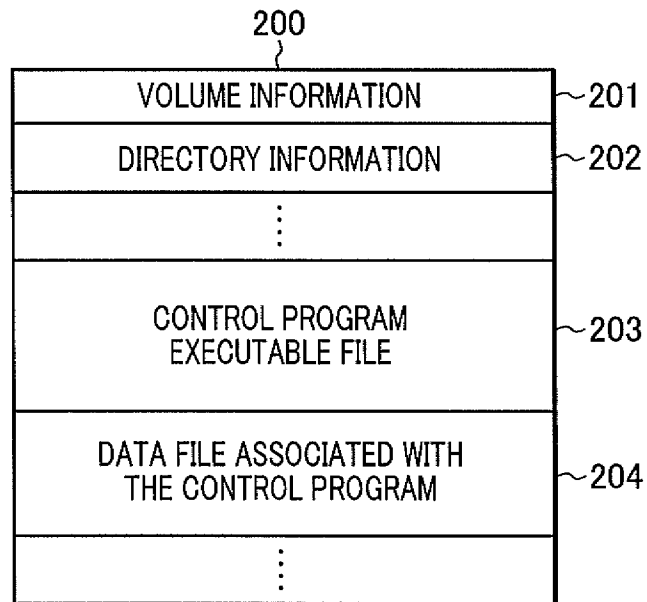 200
VOLUME INFORMATION
201
DIRECTORY INFORMATION
202
CONTROL PROGRAM
EXECUTABLE FILE
203
DATA FILE ASSOCIATED WITH
THE CONTROL PROGRAM
204